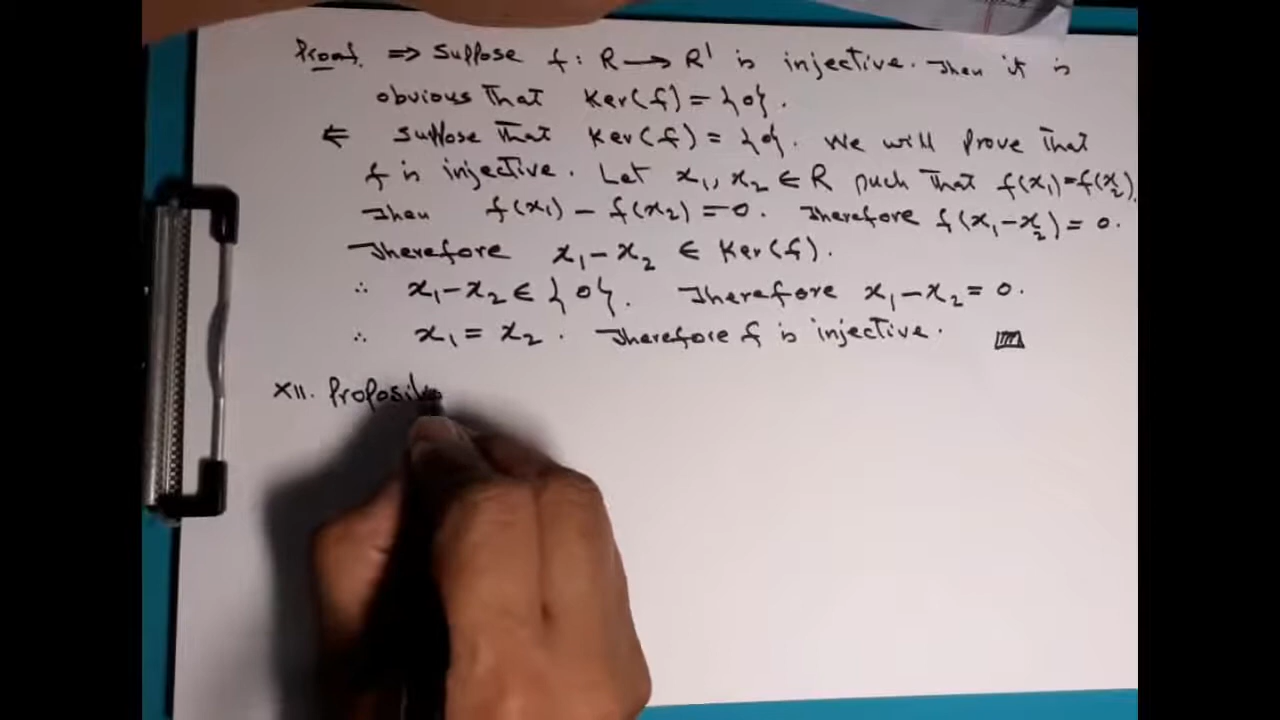 Proof. ⇒ Suppose f : R → R' is injective. Then it is
obvious that Ker(f) = {0}.
⇐ Suppose that Ker(f) = {0}. We will prove that
f is injective. Let x₁, x₂ ∈ R such that f(x₁)=f(x₂).
Then f(x₁) − f(x₂) = 0. Therefore f(x₁−x₂) = 0.
Therefore x₁−x₂ ∈ Ker(f).
∴ x₁−x₂ ∈ {0}. Therefore x₁−x₂ = 0.
∴ x₁ = x₂. Therefore f is injective.
XII. Propositio